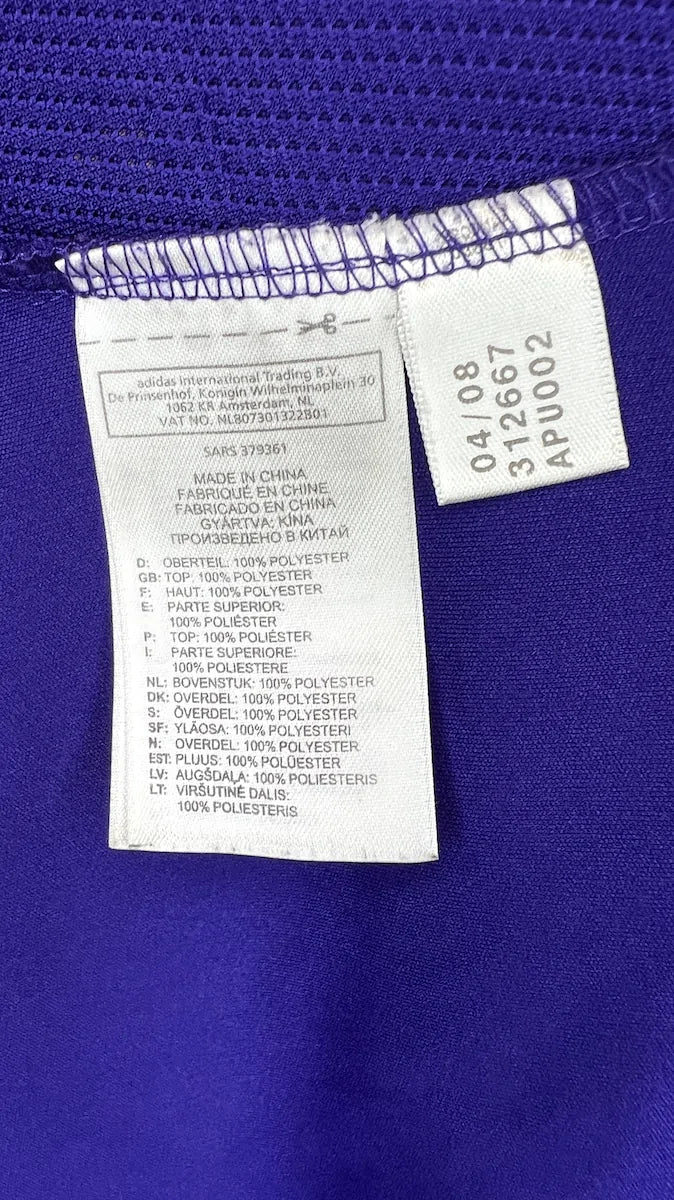 adidas International Trading B.V.
De Prinsenhof, Konigin Wilhelminaplein 30
1062 KR Amsterdam, NL
VAT NO. NL807301322B01
SARS 379361
MADE IN CHINA
FABRIQUÉ EN CHINE
FABRICADO EN CHINA
GYÁRTVA: KÍNA
ПРОИЗВЕДЕНО В КИТАЙ
D: OBERTEIL: 100% POLYESTER
GB: TOP: 100% POLYESTER
F: HAUT: 100% POLYESTER
E: PARTE SUPERIOR:
100% POLIÉSTER
P: TOP: 100% POLIÉSTER
I: PARTE SUPERIORE:
100% POLIESTERE
NL: BOVENSTUK: 100% POLYESTER
DK: OVERDEL: 100% POLYESTER
S: ÖVERDEL: 100% POLYESTER
SF: YLÄOSA: 100% POLYESTERI
N: OVERDEL: 100% POLYESTER
EST: PLUUS: 100% POLÜESTER
LV: AUGŠDAĻA: 100% POLIESTERIS
LT: VIRŠUTINĖ DALIS:
100% POLIESTERIS
04/08
312667
APU002